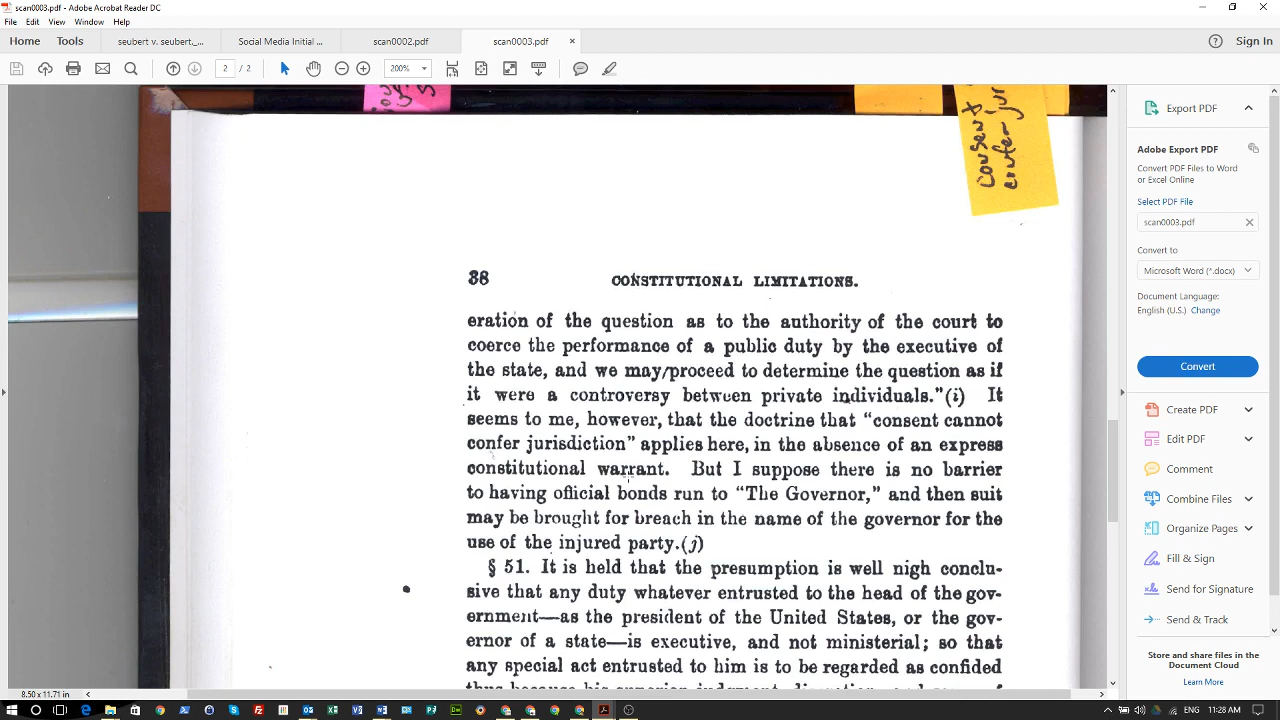 scan0003.pdf - Adobe Acrobat Reader DC
File Edit View Window Help
Home Tools seubert v. seubert._... Social Media Initial ... scan0002.pdf scan0003.pdf × Sign In
2 / 2 200%
consent
confer jur
38 CONSTITUTIONAL LIMITATIONS.
eration of the question as to the authority of the court to
coerce the performance of a public duty by the executive of
the state, and we may proceed to determine the question as if
it were a controversy between private individuals."(i) It
seems to me, however, that the doctrine that "consent cannot
confer jurisdiction" applies here, in the absence of an express
constitutional warrant. But I suppose there is no barrier
to having official bonds run to "The Governor," and then suit
may be brought for breach in the name of the governor for the
use of the injured party.(j)
§ 51. It is held that the presumption is well nigh conclu-
sive that any duty whatever entrusted to the head of the gov-
ernment—as the president of the United States, or the gov-
ernor of a state—is executive, and not ministerial; so that
any special act entrusted to him is to be regarded as confided
8.50 x 11.71 in
Export PDF
Adobe Export PDF
Convert PDF Files to Word
or Excel Online
Select PDF File
scan0003.pdf
Convert to
Microsoft Word (*.docx)
Document Language:
English (U.S.) Change
Convert
Create PDF
Edit PDF
Comment
Combine Files
Organize Pages
Fill & Sign
Send for Signature
Send & Track
Store and share files in the
Document Cloud
Learn More
11:28 AM